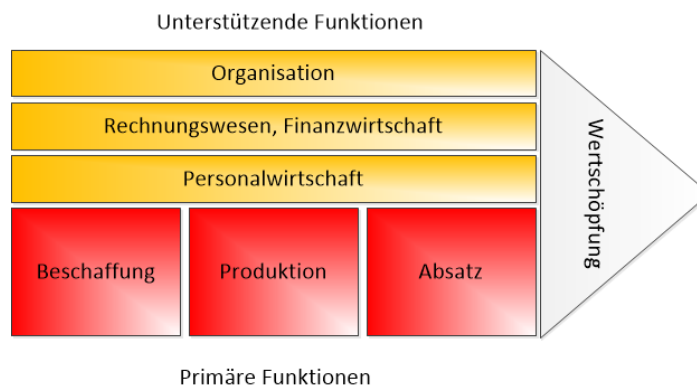 Unterstützende Funktionen
Organisation
Rechnungswesen, Finanzwirtschaft
Personalwirtschaft
Beschaffung
Produktion
Absatz
Wertschöpfung
Primäre Funktionen